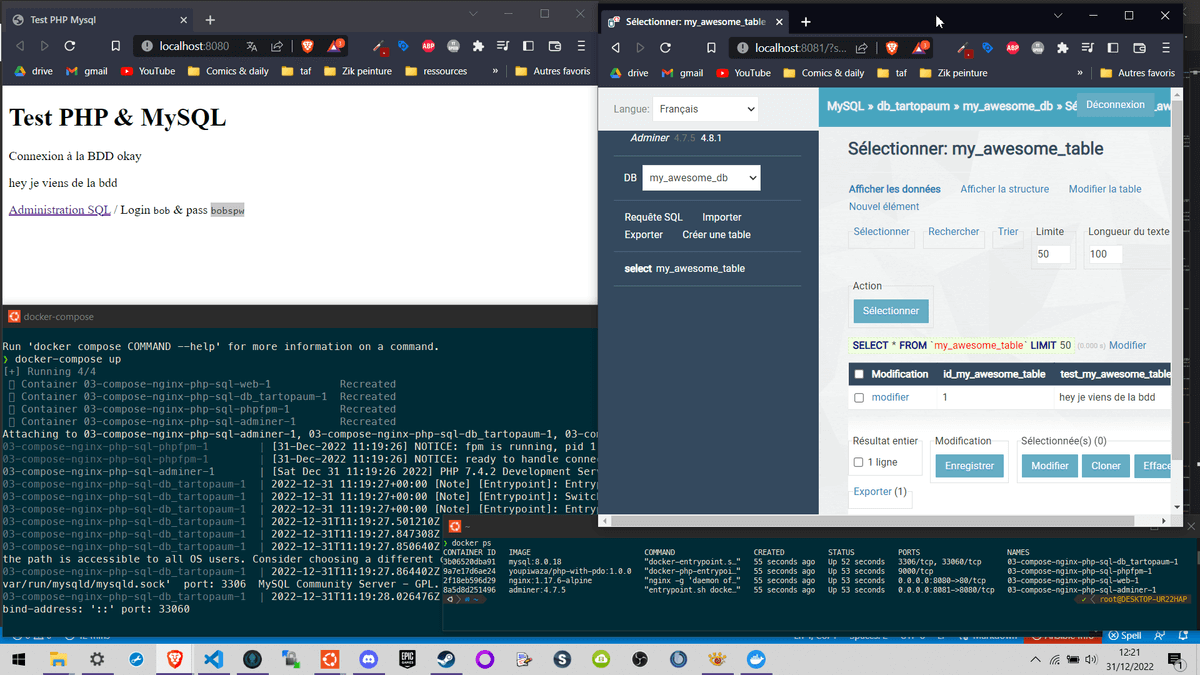 Test PHP Mysql
localhost:8080
drive
gmail
YouTube
Comics & daily
taf
Zik peinture
ressources
»
Autres favoris
Test PHP & MySQL
Connexion à la BDD okay
hey je viens de la bdd
Administration SQL / Login bob & pass bobspw
Sélectionner: my_awesome_table
localhost:8081/?s...
drive
gmail
YouTube
Comics & daily
taf
Zik peinture
»
Autres favoris
Langue: Français
Adminer 4.7.5 4.8.1
DB my_awesome_db
Requête SQL Importer
Exporter Créer une table
select my_awesome_table
MySQL » db_tartopaum » my_awesome_db » Sé
Déconnexion
Sélectionner: my_awesome_table
Afficher les données Afficher la structure Modifier la table
Nouvel élément
Sélectionner Rechercher Trier Limite Longueur du texte
50 100
Action
Sélectionner
SELECT * FROM `my_awesome_table` LIMIT 50 (0.000 s) Modifier
Modification id_my_awesome_table test_my_awesome_table
modifier 1 hey je viens de la bdd
Résultat entier Modification Sélectionnée(s) (0)
1 ligne Enregistrer Modifier Cloner Efface
Exporter (1)
docker-compose
Run 'docker compose COMMAND --help' for more information on a command.
❯ docker-compose up
[+] Running 4/4
Container 03-compose-nginx-php-sql-web-1 Recreated
Container 03-compose-nginx-php-sql-db_tartopaum-1 Recreated
Container 03-compose-nginx-php-sql-phpfpm-1 Recreated
Container 03-compose-nginx-php-sql-adminer-1 Recreated
Attaching to 03-compose-nginx-php-sql-adminer-1, 03-compose-nginx-php-sql-db_tartopaum-1, 03-co
03-compose-nginx-php-sql-phpfpm-1 | [31-Dec-2022 11:19:26] NOTICE: fpm is running, pid 1
03-compose-nginx-php-sql-phpfpm-1 | [31-Dec-2022 11:19:26] NOTICE: ready to handle conne
03-compose-nginx-php-sql-adminer-1 | [Sat Dec 31 11:19:26 2022] PHP 7.4.2 Development Ser
03-compose-nginx-php-sql-db_tartopaum-1 | 2022-12-31 11:19:27+00:00 [Note] [Entrypoint]: Entry
03-compose-nginx-php-sql-db_tartopaum-1 | 2022-12-31 11:19:27+00:00 [Note] [Entrypoint]: Switc
03-compose-nginx-php-sql-db_tartopaum-1 | 2022-12-31 11:19:27+00:00 [Note] [Entrypoint]: Entry
03-compose-nginx-php-sql-db_tartopaum-1 | 2022-12-31T11:19:27.501210Z
03-compose-nginx-php-sql-db_tartopaum-1 | 2022-12-31T11:19:27.847308Z
03-compose-nginx-php-sql-db_tartopaum-1 | 2022-12-31T11:19:27.850640Z
the path is accessible to all OS users. Consider choosing a different
03-compose-nginx-php-sql-db_tartopaum-1 | 2022-12-31T11:19:27.864402Z
var/run/mysqld/mysqld.sock' port: 3306 MySQL Community Server - GPL.
03-compose-nginx-php-sql-db_tartopaum-1 | 2022-12-31T11:19:28.026476Z
bind-address: '::' port: 33060
❯ docker ps
CONTAINER ID IMAGE COMMAND CREATED STATUS PORTS NAMES
3b06520dba91 mysql:8.0.18 "docker-entrypoint.s…" 55 seconds ago Up 52 seconds 3306/tcp, 33060/tcp 03-compose-nginx-php-sql-db_tartopaum-1
9a7e17d6ae24 youpiwaza/php-with-pdo:1.0.0 "docker-php-entrypoi…" 55 seconds ago Up 53 seconds 9000/tcp 03-compose-nginx-php-sql-phpfpm-1
2f18eb596d29 nginx:1.17.6-alpine "nginx -g 'daemon of…" 55 seconds ago Up 53 seconds 0.0.0.0:8080->80/tcp 03-compose-nginx-php-sql-web-1
8a5d8d251496 adminer:4.7.5 "entrypoint.sh docke…" 55 seconds ago Up 53 seconds 0.0.0.0:8081->8080/tcp 03-compose-nginx-php-sql-adminer-1
root@DESKTOP-UR22HAP
Spell
12:21
31/12/2022